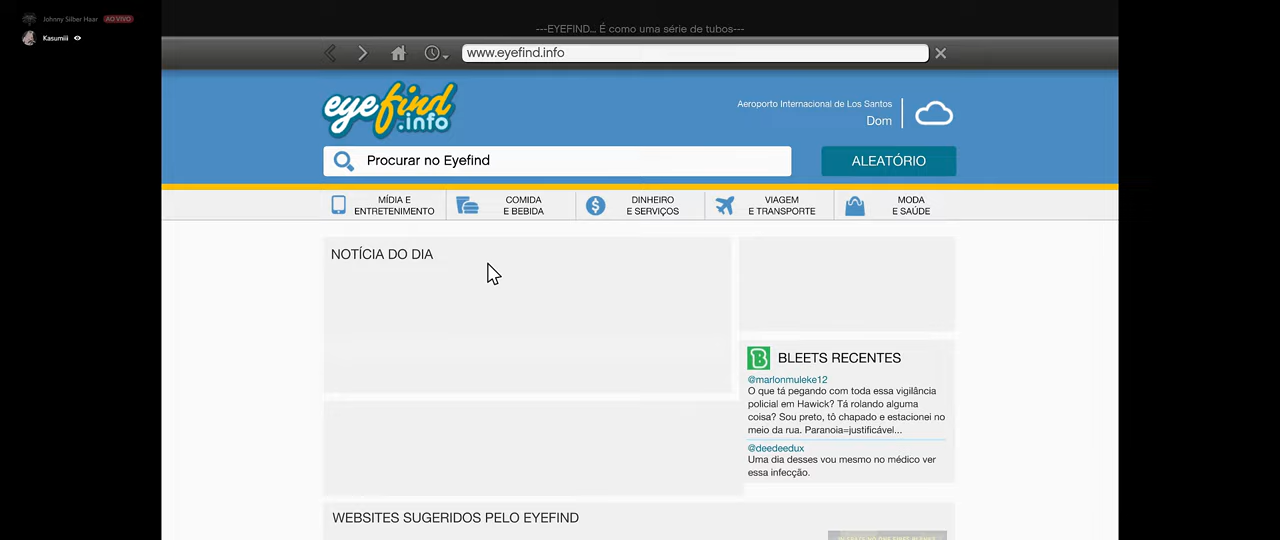 Johnny Silber Haar AO VIVO
Kasumiii
---EYEFIND... É como uma série de tubos---
www.eyefind.info
eyefind
.info
Aeroporto Internacional de Los Santos
Dom
Procurar no Eyefind
ALEATÓRIO
MÍDIA E
ENTRETENIMENTO
COMIDA
E BEBIDA
DINHEIRO
E SERVIÇOS
VIAGEM
E TRANSPORTE
MODA
E SAÚDE
NOTÍCIA DO DIA
BLEETS RECENTES
@marlonmuleke12
O que tá pegando com toda essa vigilância
policial em Hawick? Tá rolando alguma
coisa? Sou preto, tô chapado e estacionei no
meio da rua. Paranoia=justificável...
@deedeedux
Uma dia desses vou mesmo no médico ver
essa infecção.
WEBSITES SUGERIDOS PELO EYEFIND